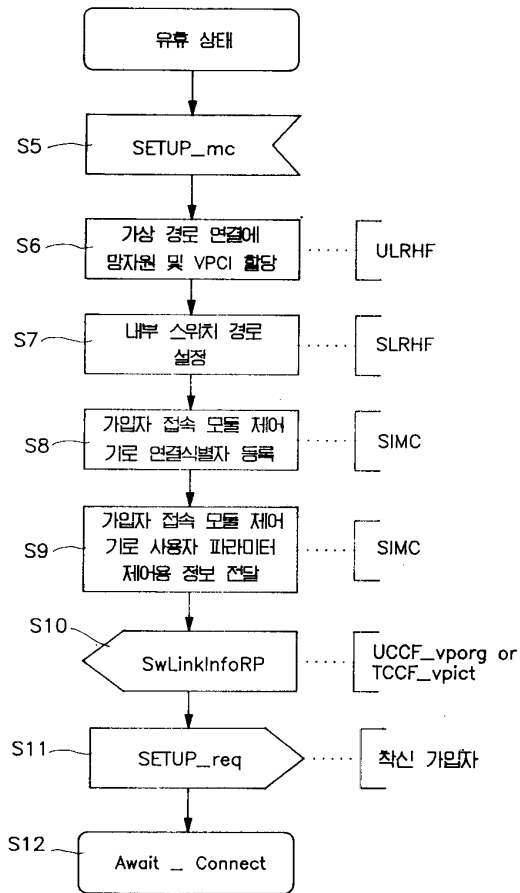 유휴 상태
S5
SETUP_mc
S6
가상 경로 연결에
망자원 및 VPCI 할당
ULRHF
S7
내부 스위치 경로
설정
SLRHF
S8
가입자 접속 모듈 제어
기로 연결식별자 등록
SIMC
S9
가입자 접속 모듈 제어
기로 사용자 파라미터
제어용 정보 전달
SIMC
S10
SwLinkInfoRP
UCCF_vporg or
TCCF_vpict
S11
SETUP_req
착신 가입자
S12
Await _ Connect